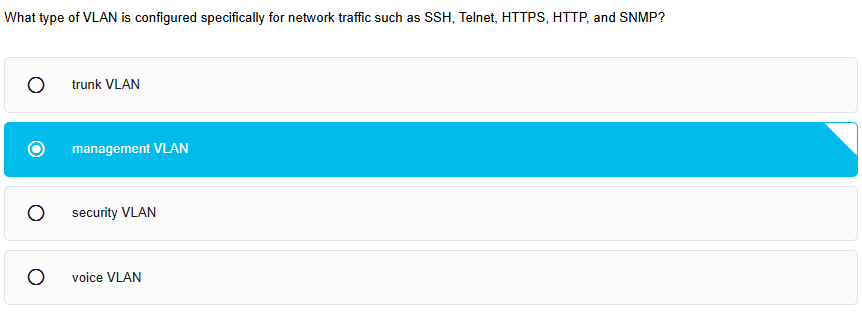 What type of VLAN is configured specifically for network traffic such as SSH, Telnet, HTTPS, HTTP, and SNMP?
trunk VLAN
management VLAN
security VLAN
voice VLAN